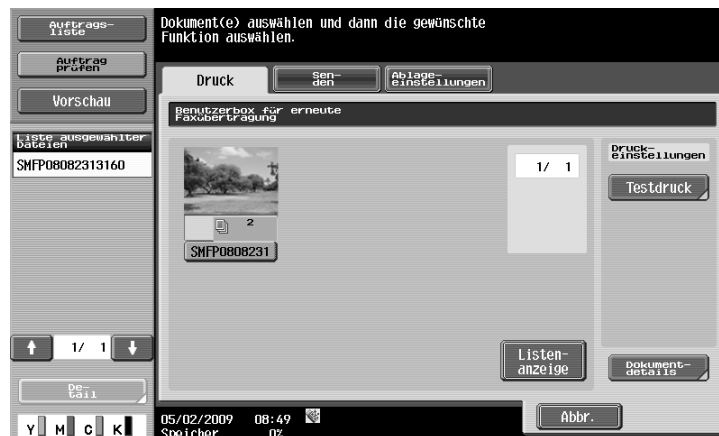 Auftrags-
liste
Auftrag
prüfen
Vorschau
Liste ausgewählter
Dateien
SMFP08082313160
1/ 1
De-
tail
Y M C K
Dokument(e) auswählen und dann die gewünschte
Funktion auswählen.
Druck
Sen-
den
Ablage-
einstellungen
Benutzerbox für erneute
Faxübertragung
2
SMFP0808231
1/ 1
Listen-
anzeige
Druck-
einstellungen
Testdruck
Dokument-
details
Abbr.
05/02/2009 08:49
Speicher 0%